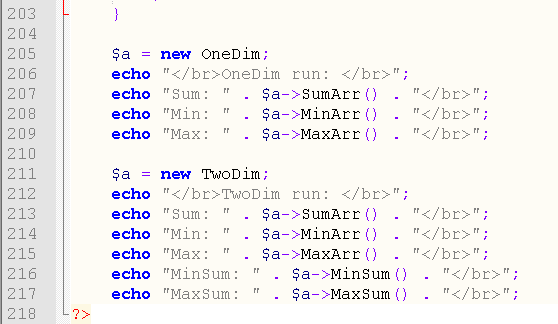 203 }
204
205 $a = new OneDim;
206 echo "</br>OneDim run: </br>";
207 echo "Sum: " . $a->SumArr() . "</br>";
208 echo "Min: " . $a->MinArr() . "</br>";
209 echo "Max: " . $a->MaxArr() . "</br>";
210
211 $a = new TwoDim;
212 echo "</br>TwoDim run: </br>";
213 echo "Sum: " . $a->SumArr() . "</br>";
214 echo "Min: " . $a->MinArr() . "</br>";
215 echo "Max: " . $a->MaxArr() . "</br>";
216 echo "MinSum: " . $a->MinSum() . "</br>";
217 echo "MaxSum: " . $a->MaxSum() . "</br>";
218 ?>